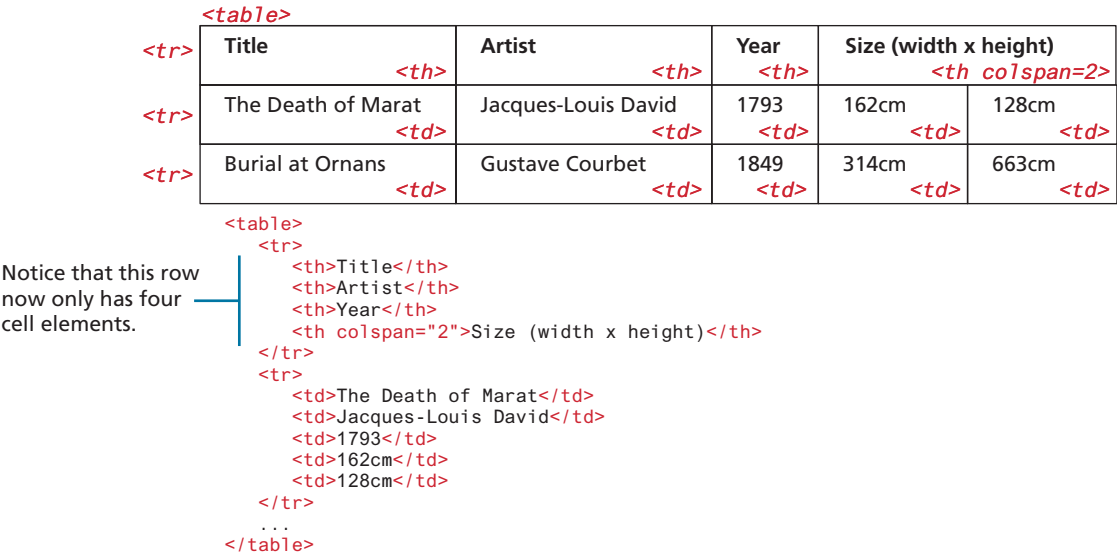 <table>
<tr> Title <th> Artist <th> Year <th> Size (width x height) <th colspan=2>
<tr> The Death of Marat <td> Jacques-Louis David <td> 1793 <td> 162cm <td> 128cm <td>
<tr> Burial at Ornans <td> Gustave Courbet <td> 1849 <td> 314cm <td> 663cm <td>
Notice that this row
now only has four
cell elements.
<table>
<tr>
<th>Title</th>
<th>Artist</th>
<th>Year</th>
<th colspan="2">Size (width x height)</th>
</tr>
<tr>
<td>The Death of Marat</td>
<td>Jacques-Louis David</td>
<td>1793</td>
<td>162cm</td>
<td>128cm</td>
</tr>
...
</table>